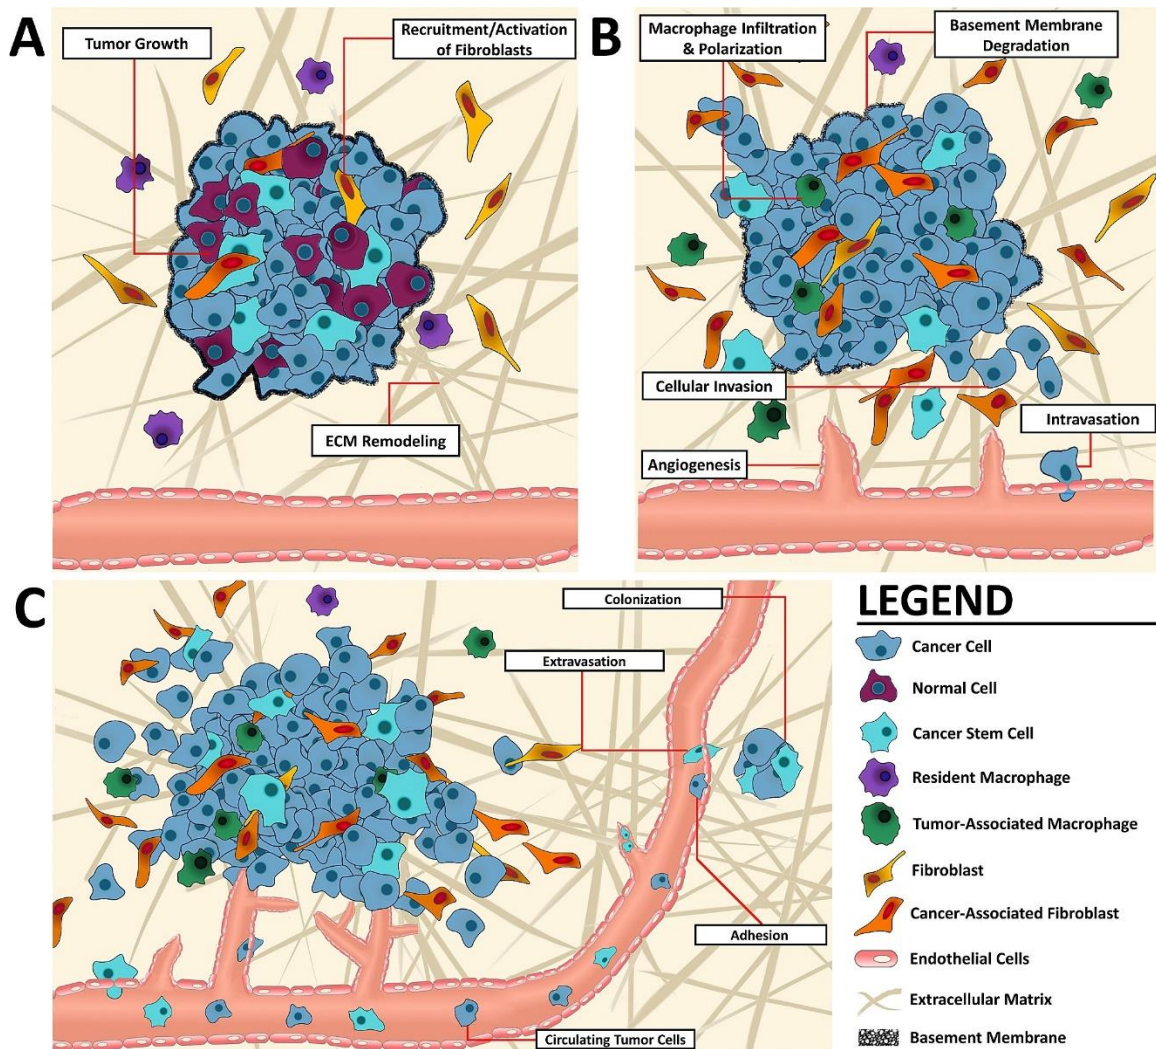 A
Tumor Growth
Recruitment/Activation
of Fibroblasts
ECM Remodeling
B
Macrophage Infiltration
& Polarization
Basement Membrane
Degradation
Cellular Invasion
Intravasation
Angiogenesis
C
Colonization
Extravasation
Adhesion
Circulating Tumor Cells
LEGEND
Cancer Cell
Normal Cell
Cancer Stem Cell
Resident Macrophage
Tumor-Associated Macrophage
Fibroblast
Cancer-Associated Fibroblast
Endothelial Cells
Extracellular Matrix
Basement Membrane